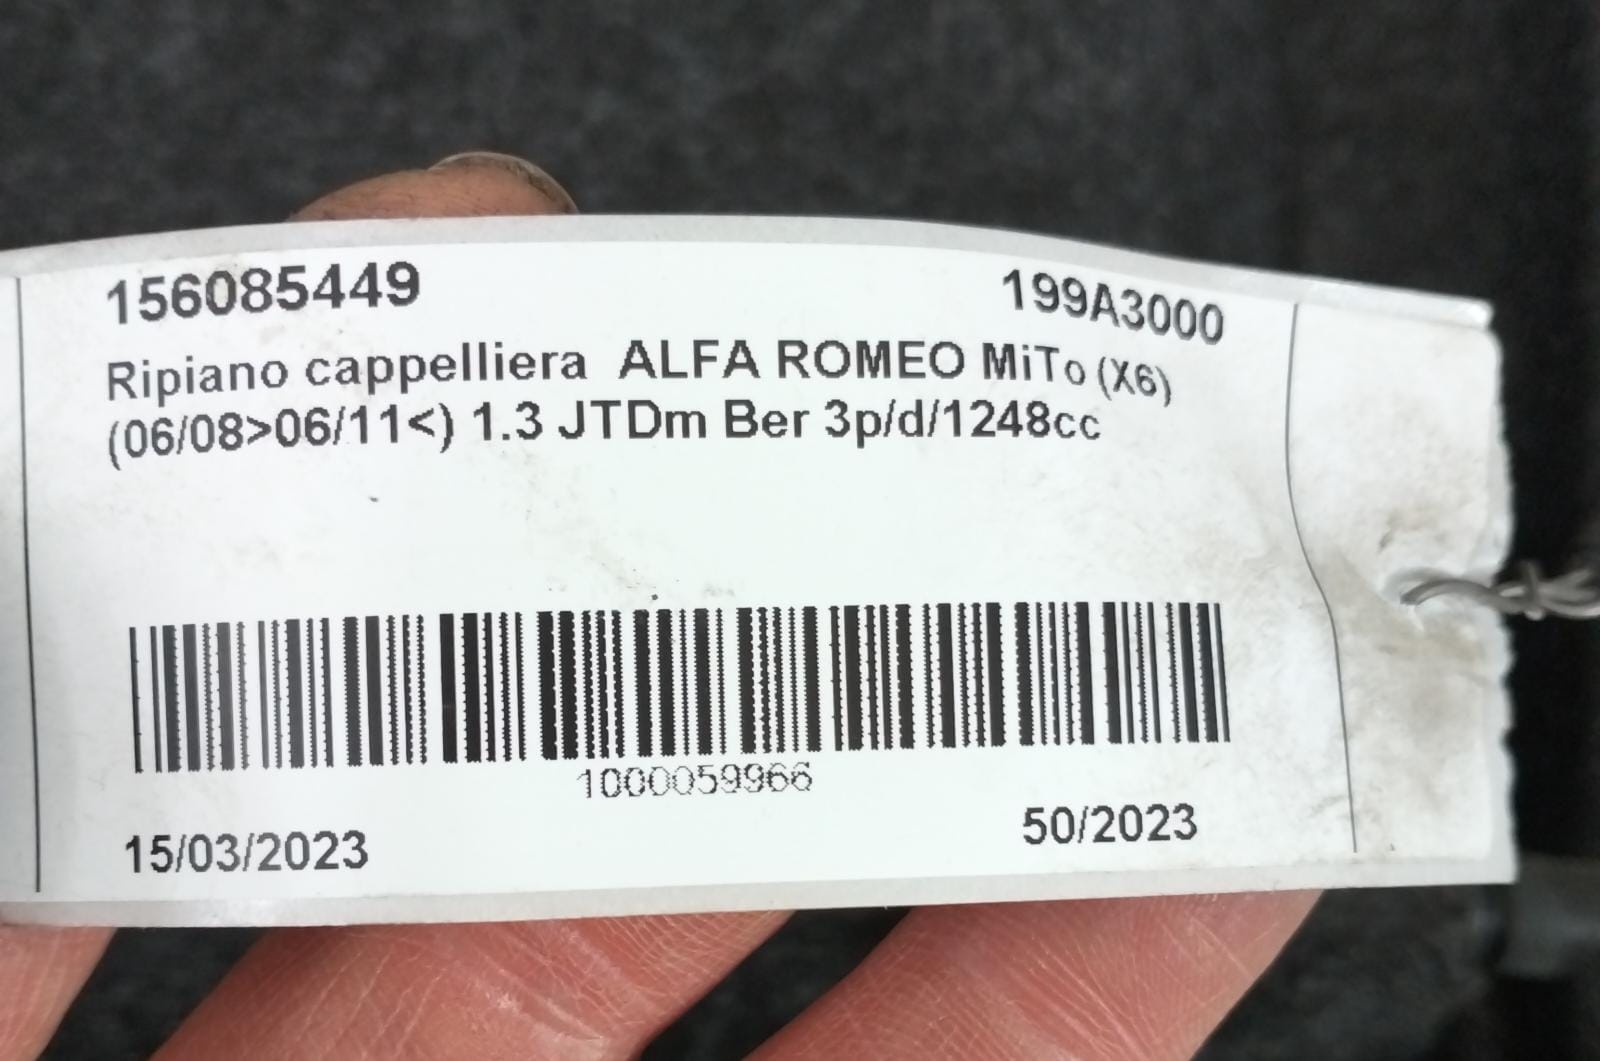 156085449 199A3000
Ripiano cappelliera ALFA ROMEO MiTo (X6)
(06/08>06/11<) 1.3 JTDm Ber 3p/d/1248cc
1000059966
15/03/2023 50/2023